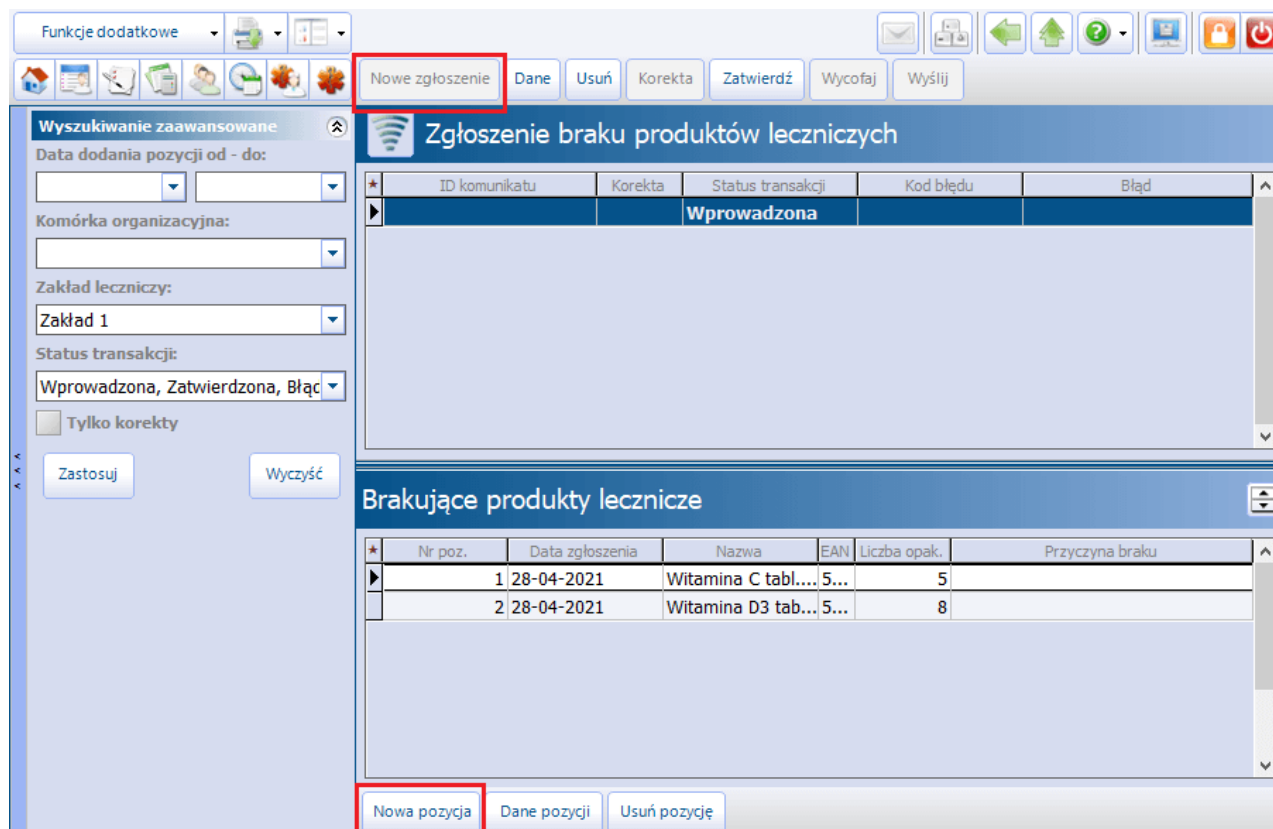 Funkcje dodatkowe
Nowe zgłoszenie Dane Usuń Korekta Zatwierdź Wycofaj Wyślij
Wyszukiwanie zaawansowane
Data dodania pozycji od - do:
Komórka organizacyjna:
Zakład leczniczy:
Zakład 1
Status transakcji:
Wprowadzona, Zatwierdzona, Błąd
Tylko korekty
Zastosuj Wyczyść
Zgłoszenie braku produktów leczniczych
ID komunikatu Korekta Status transakcji Kod błędu Błąd
Wprowadzona
Brakujące produkty lecznicze
Nr poz. Data zgłoszenia Nazwa EAN Liczba opak. Przyczyna braku
1 28-04-2021 Witamina C tabl.... 5... 5
2 28-04-2021 Witamina D3 tab... 5... 8
Nowa pozycja Dane pozycji Usuń pozycję